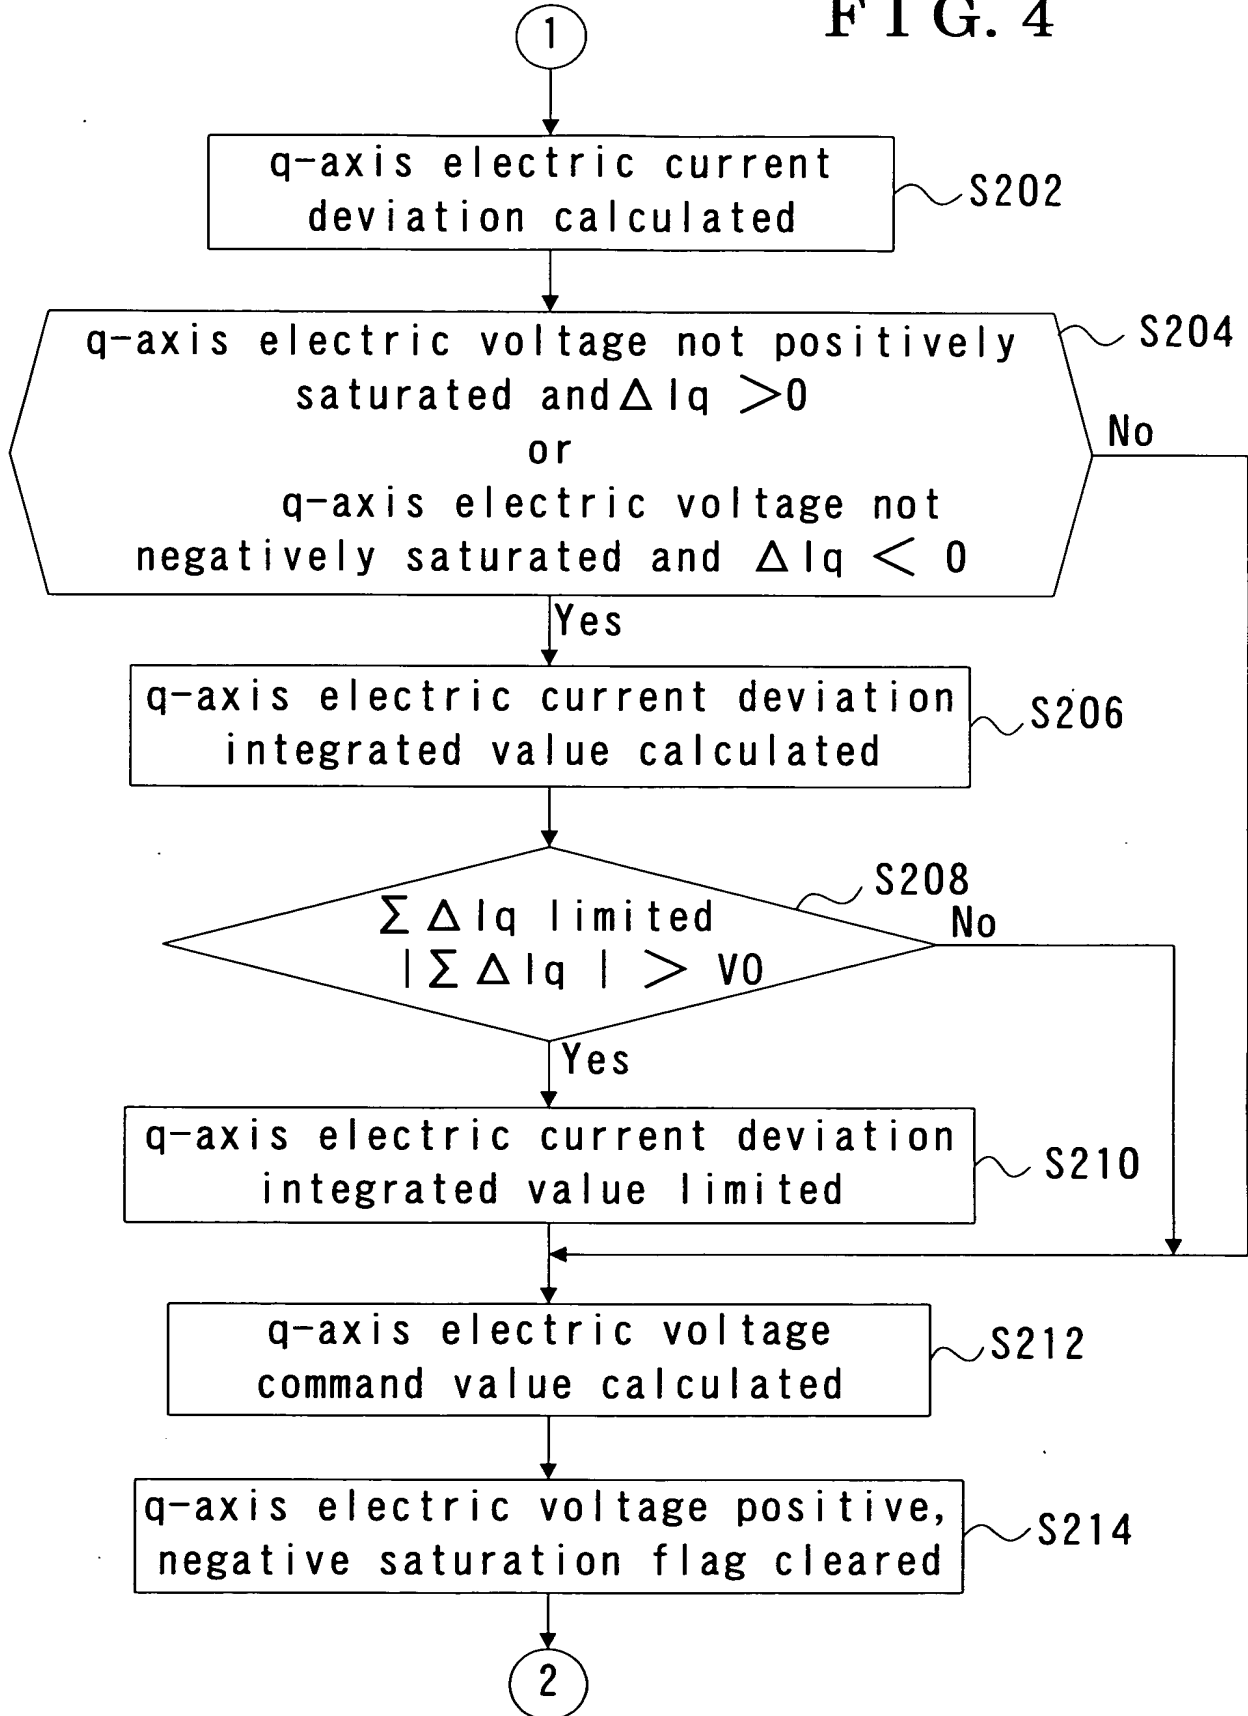 F I G. 4
1
q-axis electric current
deviation calculated
S202
q-axis electric voltage not positively
saturated and△Iq >0
or
q-axis electric voltage not
negatively saturated and △Iq < 0
S204
No
Yes
q-axis electric current deviation
integrated value calculated
S206
Σ△Iq limited
|Σ△Iq | > V0
S208
No
Yes
q-axis electric current deviation
integrated value limited
S210
q-axis electric voltage
command value calculated
S212
q-axis electric voltage positive,
negative saturation flag cleared
S214
2